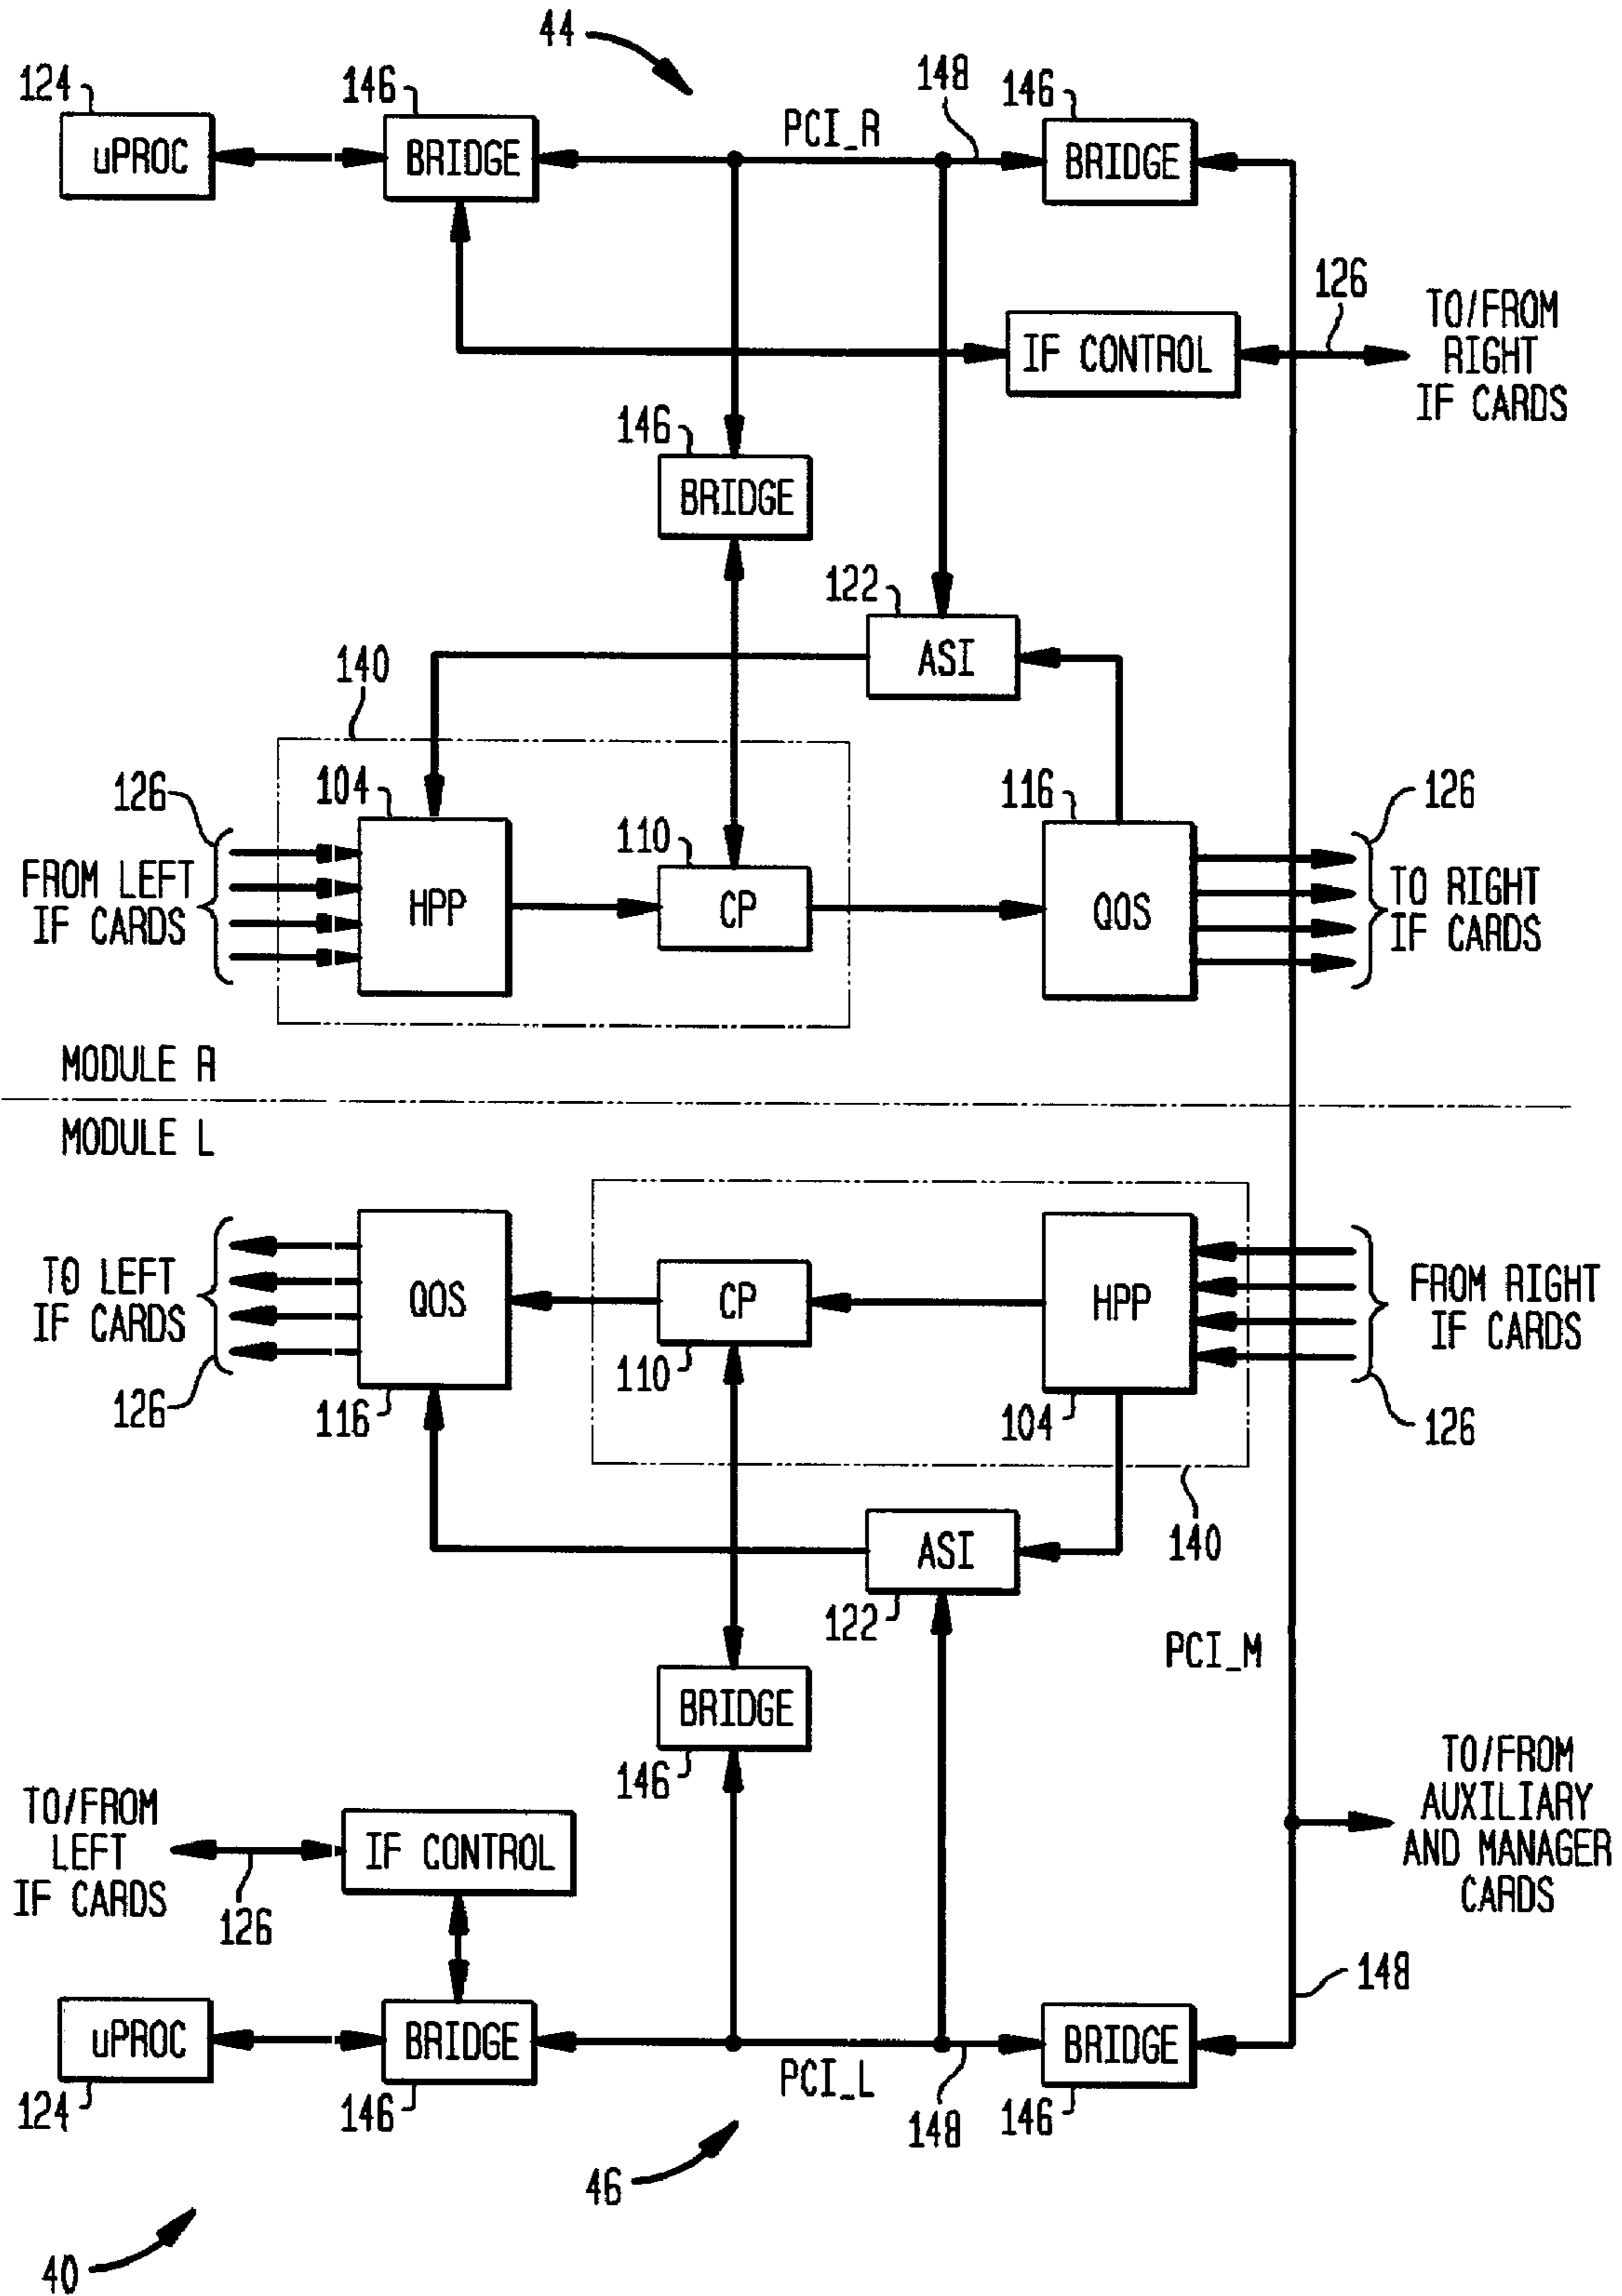 44
124
146
148
146
PCI_R
uPROC
BRIDGE
BRIDGE
126
TO/FROM
RIGHT
IF CARDS
IF CONTROL
146
BRIDGE
122
ASI
140
126
104
110
116
126
FROM LEFT
IF CARDS
HPP
CP
QOS
TO RIGHT
IF CARDS
MODULE R
MODULE L
TO LEFT
IF CARDS
QOS
CP
HPP
FROM RIGHT
IF CARDS
126
116
110
104
126
140
ASI
122
PCI_M
BRIDGE
146
TO/FROM
LEFT
IF CARDS
126
IF CONTROL
TO/FROM
AUXILIARY
AND MANAGER
CARDS
148
uPROC
BRIDGE
BRIDGE
PCI_L
124
146
148
146
46
40